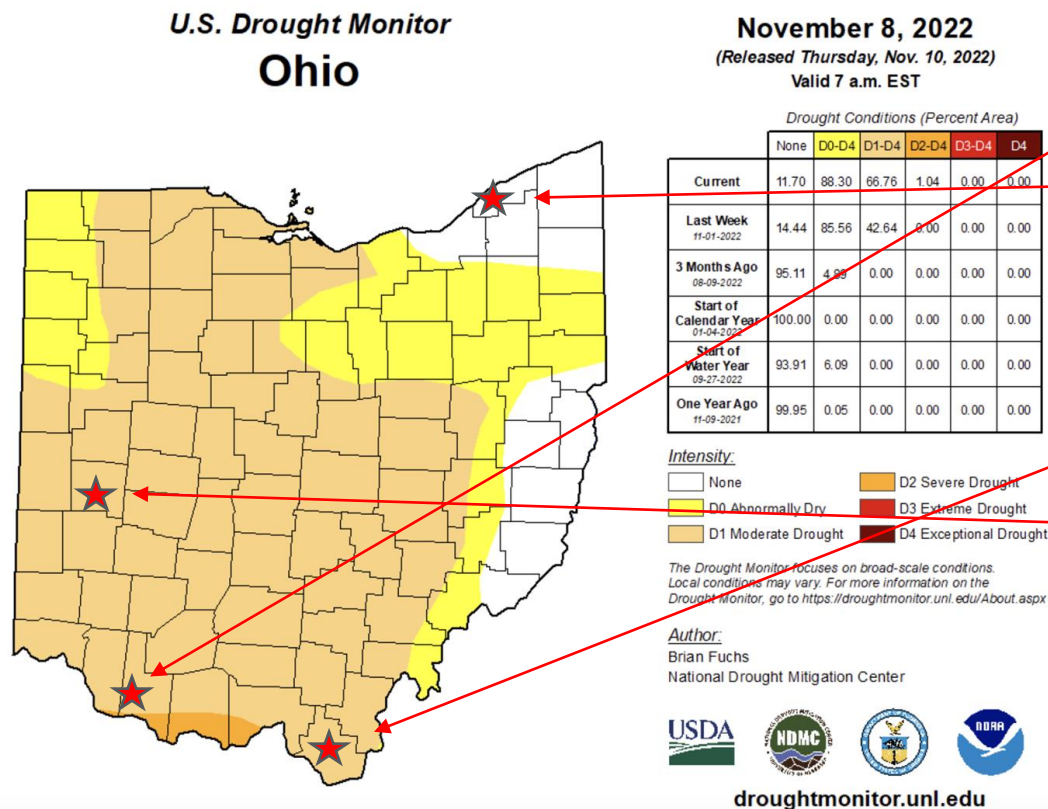 U.S. Drought Monitor
Ohio
November 8, 2022
(Released Thursday, Nov. 10, 2022)
Valid 7 a.m. EST
Drought Conditions (Percent Area)
None D0-D4 D1-D4 D2-D4 D3-D4 D4
Current 11.70 88.30 66.76 1.04 0.00 0.00
Last Week 14.44 85.56 42.64 0.00 0.00 0.00
11-01-2022
3 Months Ago 95.11 4.89 0.00 0.00 0.00 0.00
08-09-2022
Start of
Calendar Year 100.00 0.00 0.00 0.00 0.00 0.00
01-04-2022
Start of
Water Year 93.91 6.09 0.00 0.00 0.00 0.00
09-27-2022
One Year Ago 99.95 0.05 0.00 0.00 0.00 0.00
11-09-2021
Intensity:
None
D0 Abnormally Dry
D1 Moderate Drought
D2 Severe Drought
D3 Extreme Drought
D4 Exceptional Drought
The Drought Monitor focuses on broad-scale conditions.
Local conditions may vary. For more information on the
Drought Monitor, go to https://droughtmonitor.unl.edu/About.aspx
Author:
Brian Fuchs
National Drought Mitigation Center
USDA
NDMC
NOAA
droughtmonitor.unl.edu